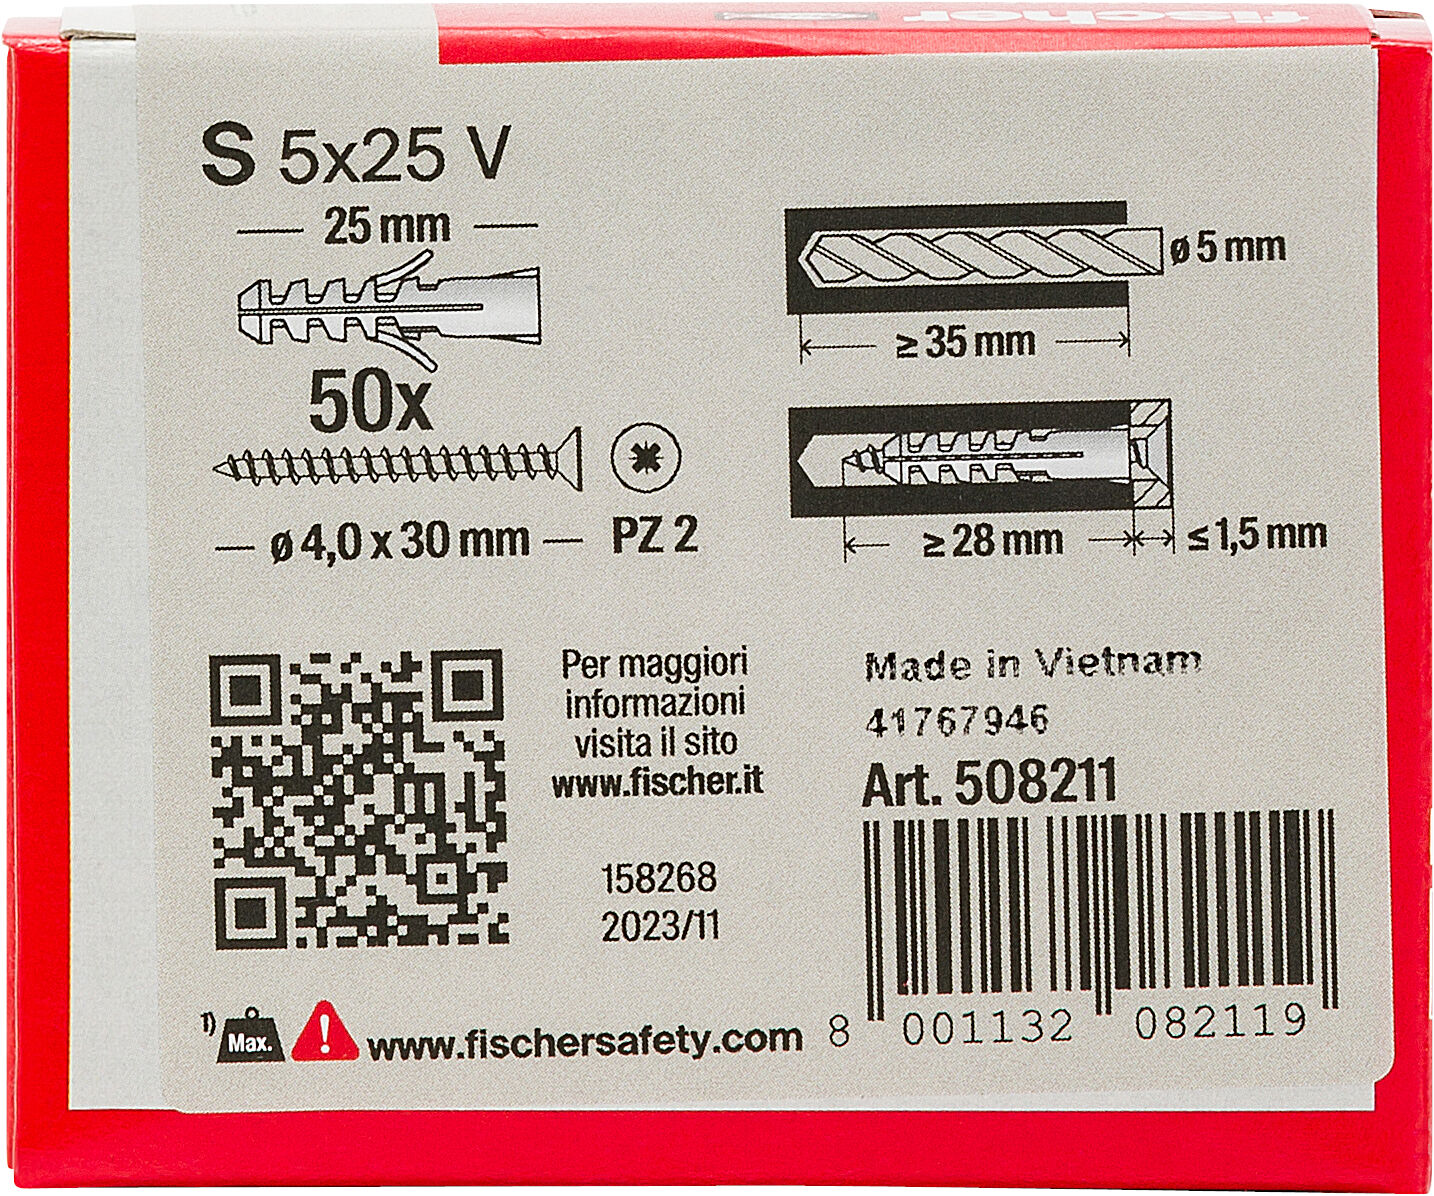 fischer
S 5x25 V
25 mm
50x
ø 4,0 x 30 mm
PZ 2
ø 5 mm
≥ 35 mm
≥ 28 mm
≤ 1,5 mm
Per maggiori
informazioni
visita il sito
www.fischer.it
158268
2023/11
Made in Vietnam
41767946
Art. 508211
8 001132 082119
1)
Max.
www.fischersafety.com